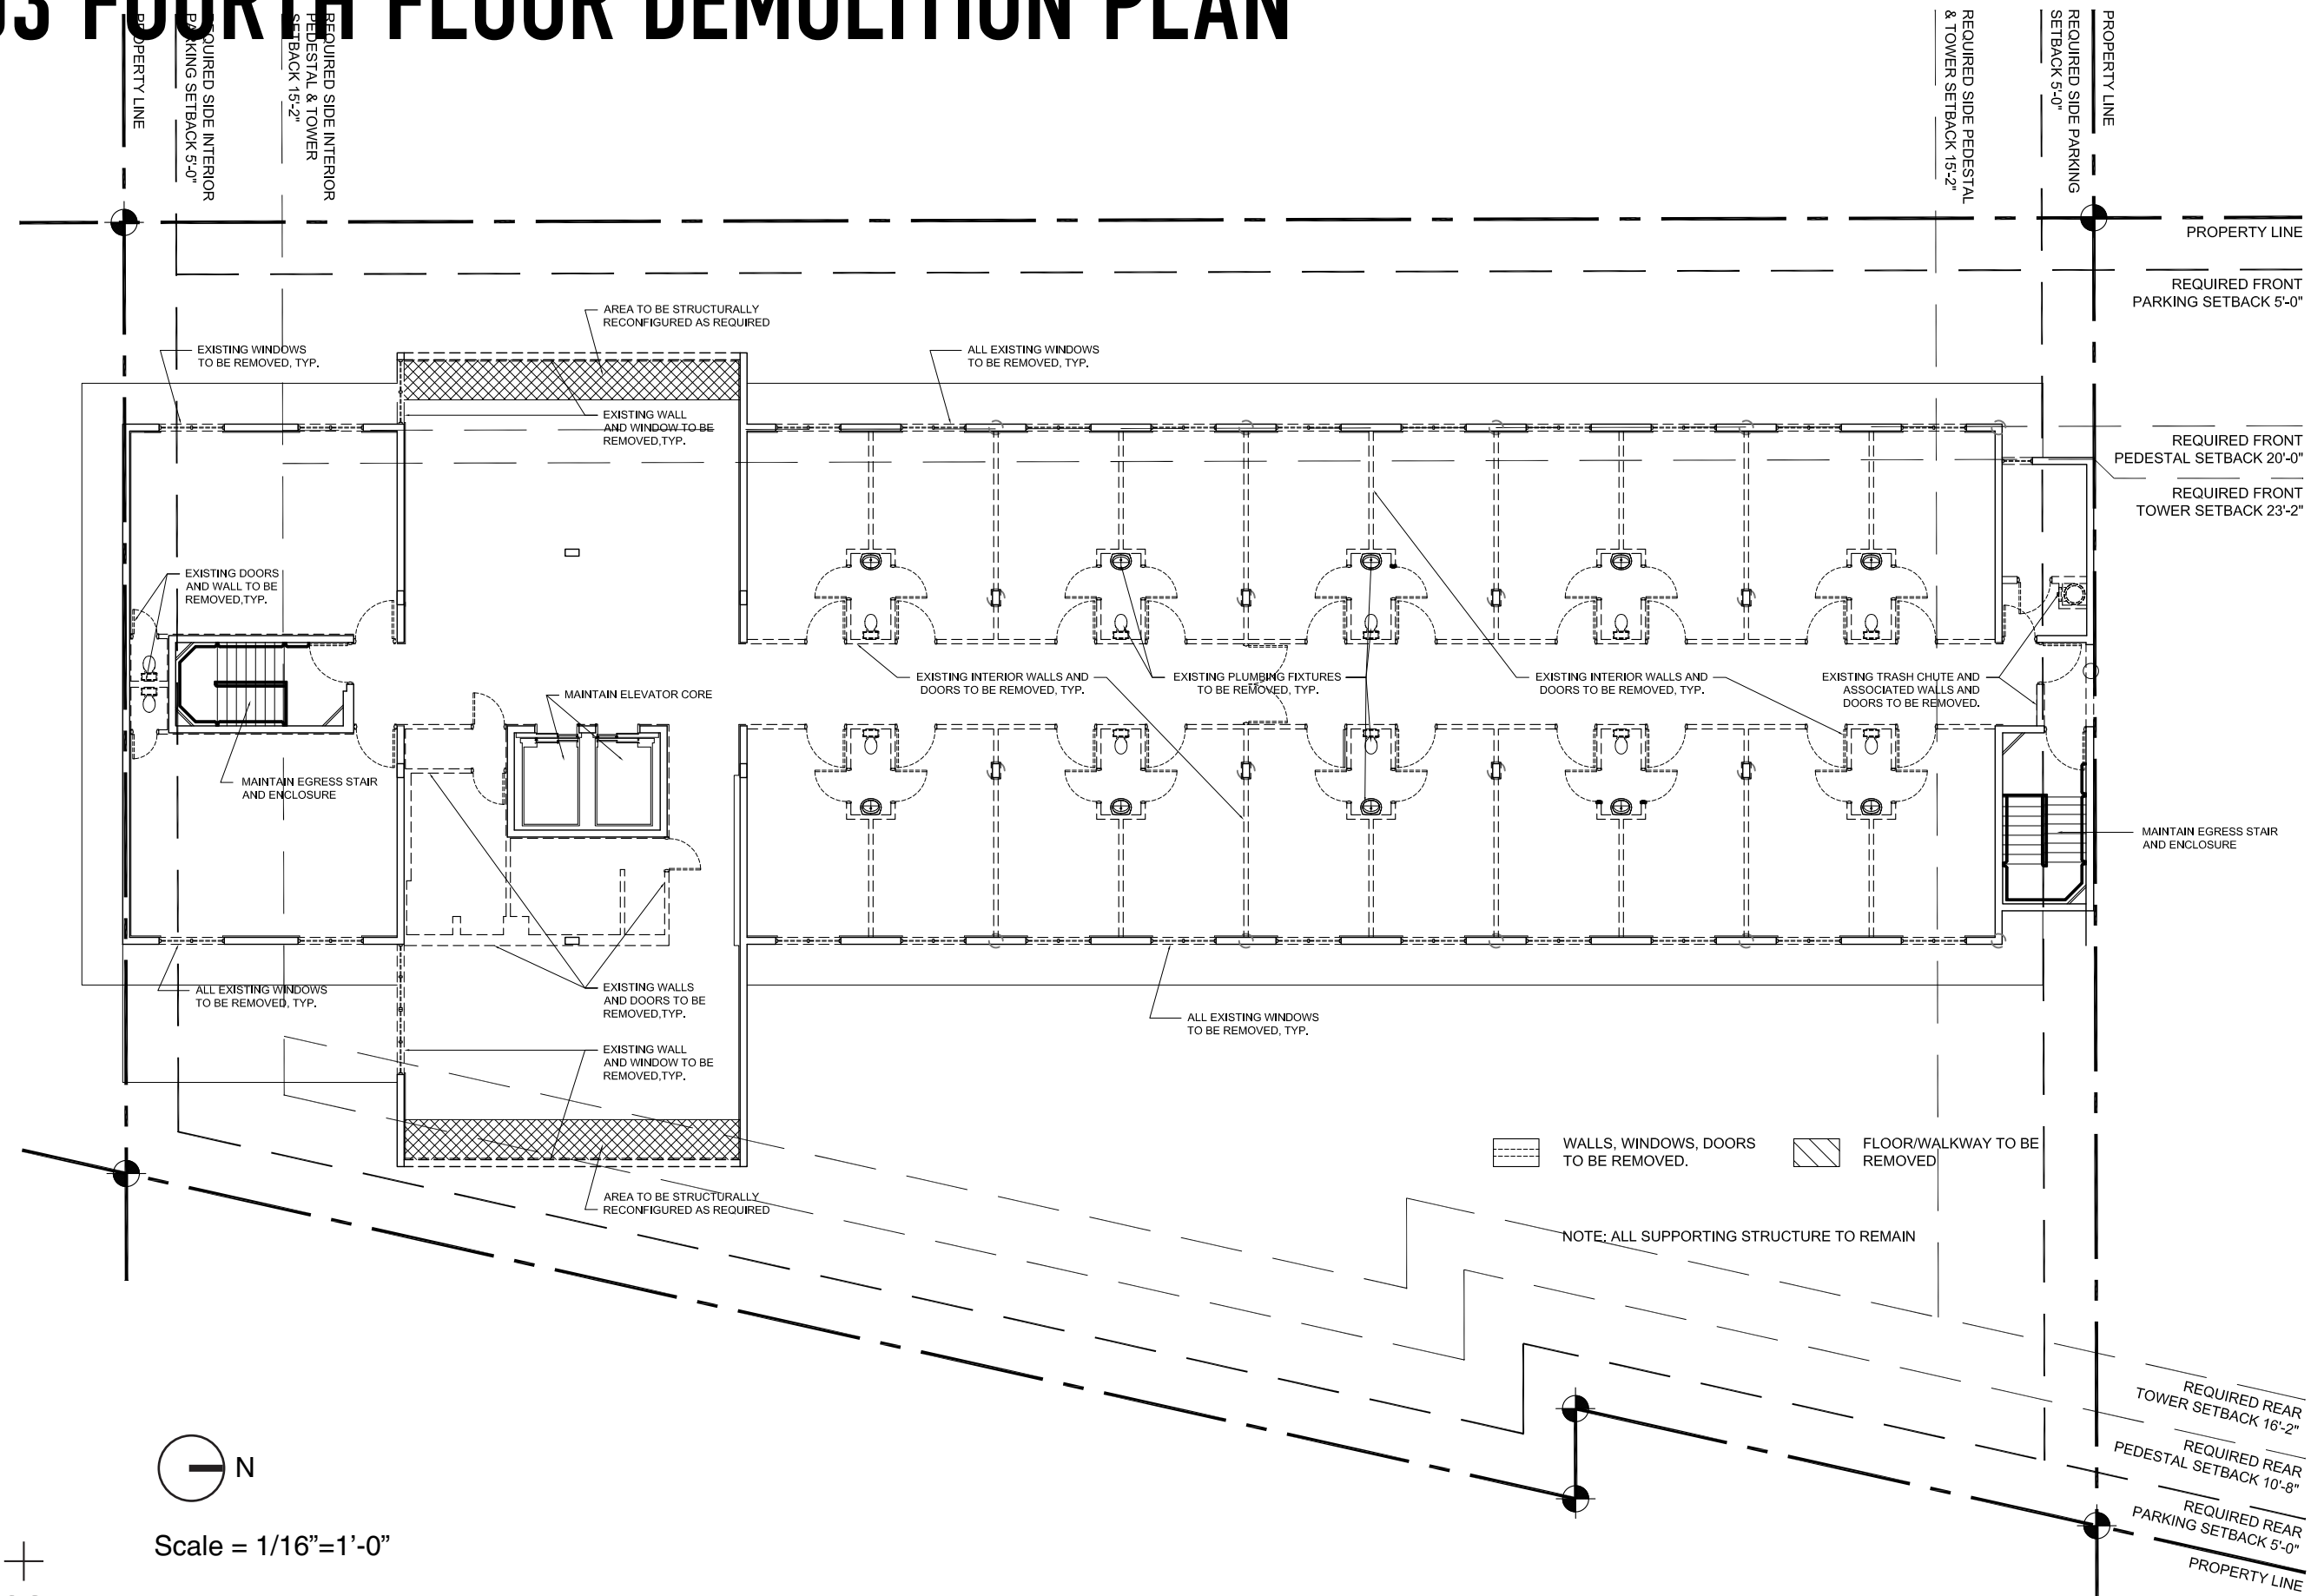 FOURTH FLOOR DEMOLITION PLAN
PROPERTY LINE
REQUIRED SIDE INTERIOR
PARKING SETBACK 5'-0"
REQUIRED SIDE INTERIOR
PEDESTAL & TOWER
SETBACK 15'-2"
REQUIRED SIDE PEDESTAL
& TOWER SETBACK 15'-2"
REQUIRED SIDE PARKING
SETBACK 5'-0"
PROPERTY LINE
PROPERTY LINE
REQUIRED FRONT
PARKING SETBACK 5'-0"
AREA TO BE STRUCTURALLY
RECONFIGURED AS REQUIRED
EXISTING WINDOWS
TO BE REMOVED, TYP.
ALL EXISTING WINDOWS
TO BE REMOVED, TYP.
EXISTING WALL
AND WINDOW TO BE
REMOVED,TYP.
REQUIRED FRONT
PEDESTAL SETBACK 20'-0"
REQUIRED FRONT
TOWER SETBACK 23'-2"
EXISTING DOORS
AND WALL TO BE
REMOVED,TYP.
MAINTAIN ELEVATOR CORE
EXISTING INTERIOR WALLS AND
DOORS TO BE REMOVED, TYP.
EXISTING PLUMBING FIXTURES
TO BE REMOVED, TYP.
EXISTING INTERIOR WALLS AND
DOORS TO BE REMOVED, TYP.
EXISTING TRASH CHUTE AND
ASSOCIATED WALLS AND
DOORS TO BE REMOVED.
MAINTAIN EGRESS STAIR
AND ENCLOSURE
MAINTAIN EGRESS STAIR
AND ENCLOSURE
ALL EXISTING WINDOWS
TO BE REMOVED, TYP.
EXISTING WALLS
AND DOORS TO BE
REMOVED,TYP.
ALL EXISTING WINDOWS
TO BE REMOVED, TYP.
EXISTING WALL
AND WINDOW TO BE
REMOVED,TYP.
AREA TO BE STRUCTURALLY
RECONFIGURED AS REQUIRED
WALLS, WINDOWS, DOORS
TO BE REMOVED.
FLOOR/WALKWAY TO BE
REMOVED
NOTE: ALL SUPPORTING STRUCTURE TO REMAIN
REQUIRED REAR
TOWER SETBACK 16'-2"
REQUIRED REAR
PEDESTAL SETBACK 10'-8"
REQUIRED REAR
PARKING SETBACK 5'-0"
PROPERTY LINE
N
Scale = 1/16”=1’-0”